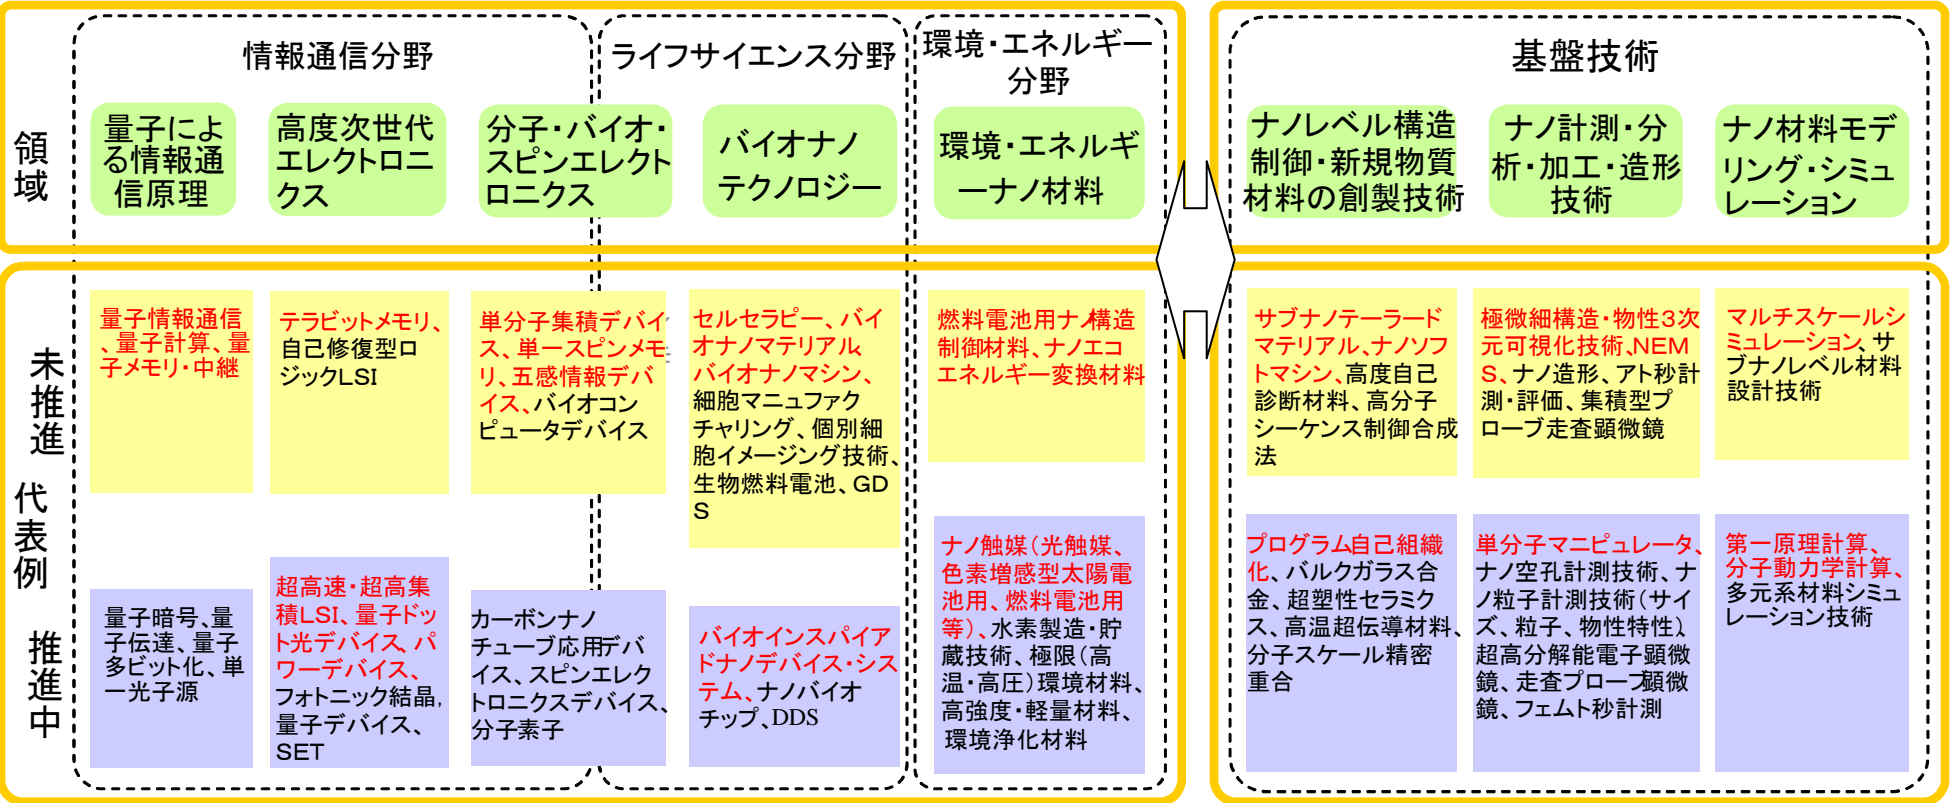 情報通信分野
ライフサイエンス分野
環境・エネルギー
分野
基盤技術
領
域
量子によ
る情報通
信原理
高度次世代
エレクトロニ
クス
分子・バイオ・
スピンエレクト
ロニクス
バイオナノ
テクノロジー
環境・エネルギ
ーナノ材料
ナノレベル構造
制御・新規物質
材料の創製技術
ナノ計測・分
析・加工・造形
技術
ナノ材料モデ
リング・シミュ
レーション
未
推
進
代
表
例
推
進
中
量子情報通信
、量子計算、量
子メモリ・中継
テラビットメモリ、
自己修復型ロ
ジックLSI
単分子集積デバイ
ス、単一スピンメモ
リ、五感情報デバ
イス、バイオコン
ピュータデバイス
セルセラピー、バイ
オナノマテリアル、
バイオナノマシン、
細胞マニュファク
チャリング、個別細
胞イメージング技術、
生物燃料電池、GD
S
燃料電池用ナノ構造
制御材料、ナノエコ
エネルギー変換材料
サブナノテーラード
マテリアル、ナノソフ
トマシン、高度自己
診断材料、高分子
シーケンス制御合成
法
極微細構造・物性3次
元可視化技術、NEM
S、ナノ造形、アト秒計
測・評価、集積型プ
ローブ走査顕微鏡
マルチスケールシ
ミュレーション、サ
ブナノレベル材料
設計技術
量子暗号、量
子伝達、量子
多ビット化、単
一光子源
超高速・超高集
積LSI、量子ドッ
ト光デバイス、パ
ワーデバイス、
フォトニック結晶,
量子デバイス、
SET
カーボンナノ
チューブ応用デバ
イス、スピンエレク
トロニクスデバイス、
分子素子
バイオインスパイア
ドナノデバイス・シス
テム、ナノバイオ
チップ、DDS
ナノ触媒（光触媒、
色素増感型太陽電
池用、燃料電池用
等）、水素製造・貯
蔵技術、極限（高
温・高圧）環境材料、
高強度・軽量材料、
環境浄化材料
プログラム自己組織
化、バルクガラス合
金、超塑性セラミク
ス、高温超伝導材料、
分子スケール精密
重合
単分子マニピュレータ、
ナノ空孔計測技術、ナ
ノ粒子計測技術（サイ
ズ、粒子、物性特性）、
超高分解能電子顕微
鏡、走査プローブ顕微
鏡、フェムト秒計測
第一原理計算、
分子動力学計算、
多元系材料シミュ
レーション技術